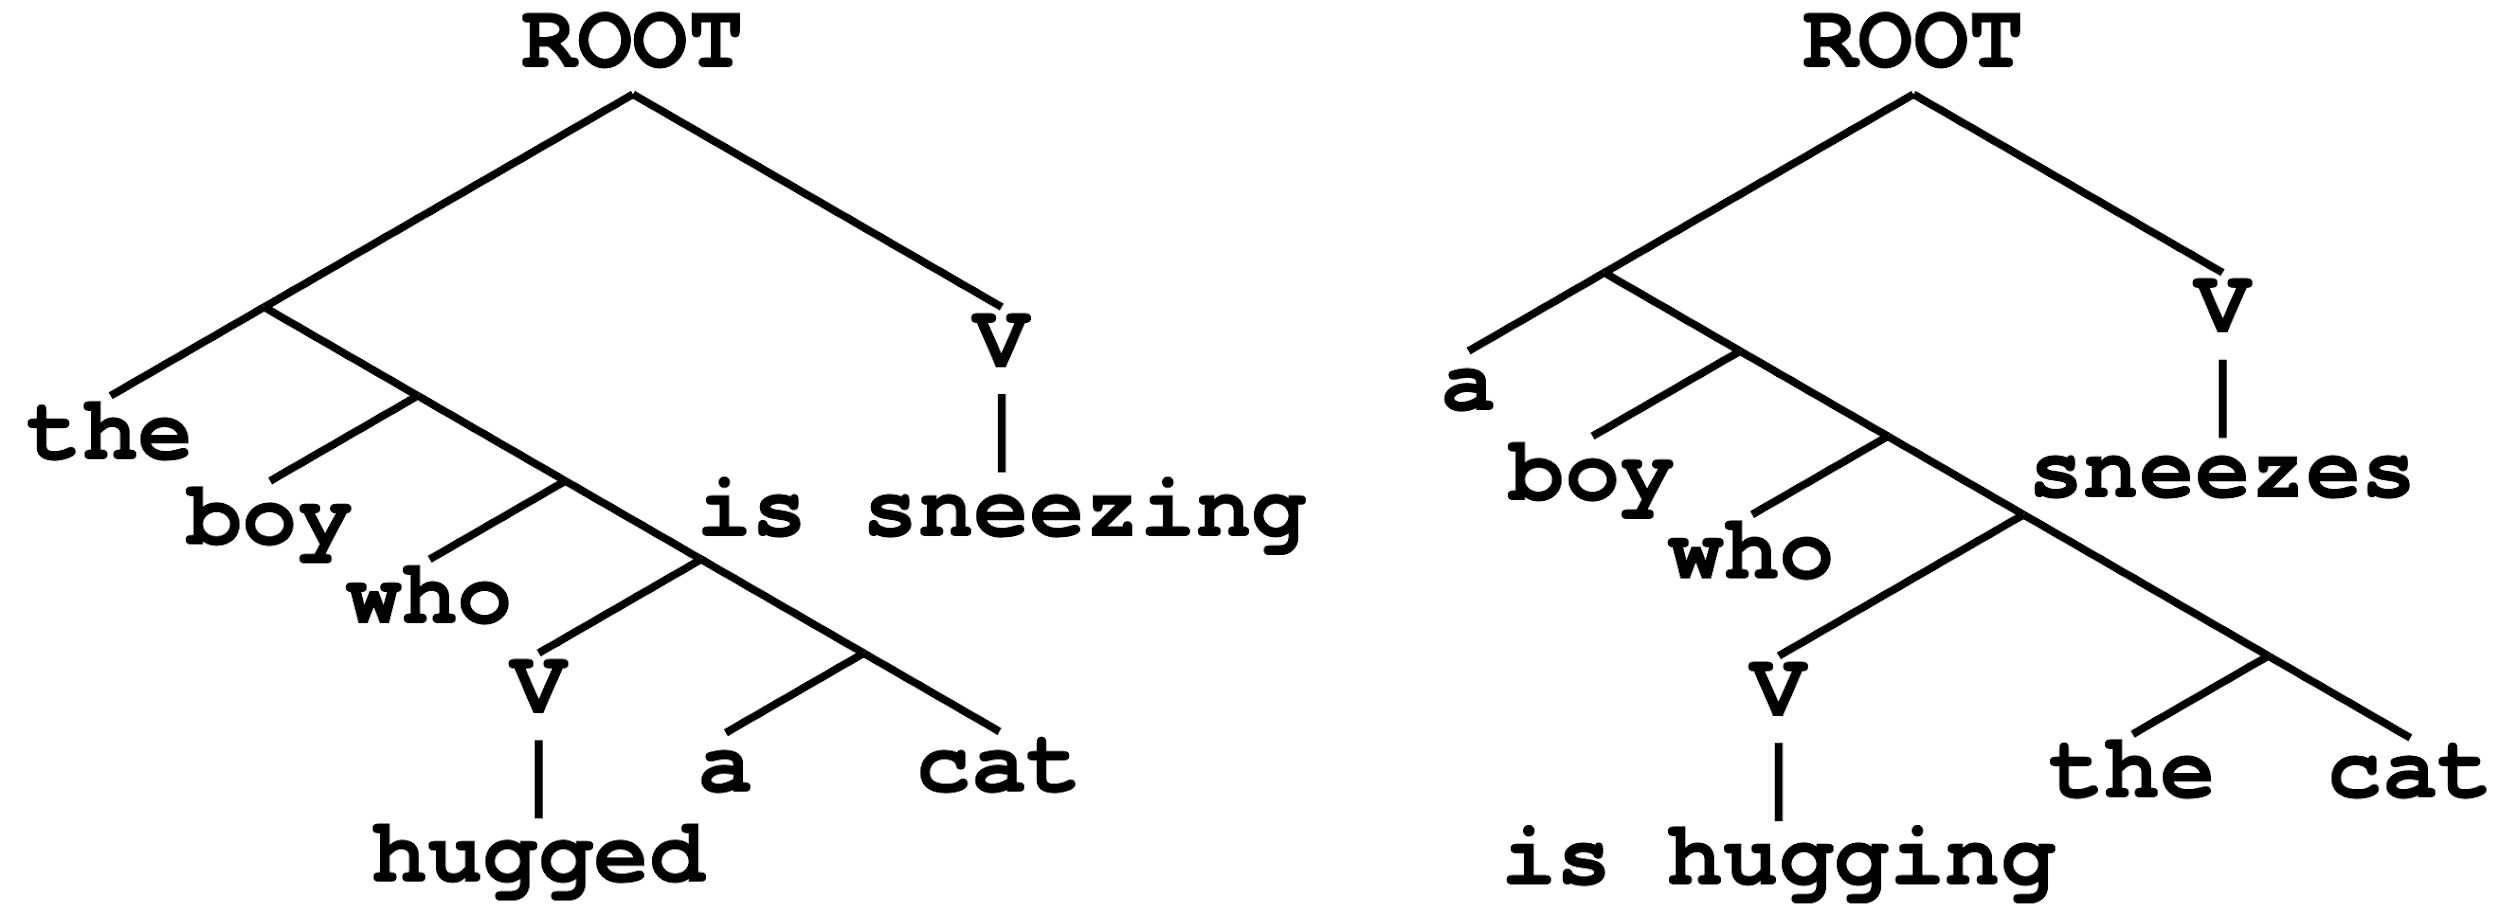 ROOT
the
boy
who
v
hugged
a
cat
v
is sneezing
ROOT
a
boy
who
v
is hugging
the
cat
v
sneezes